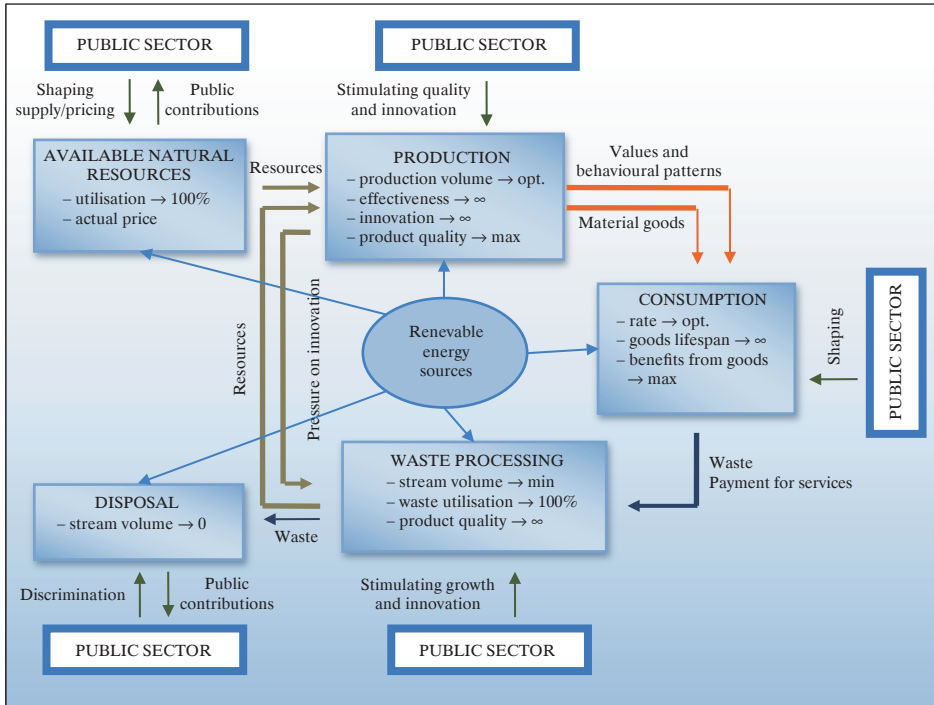 PUBLIC SECTOR
PUBLIC SECTOR
Shaping
supply/pricing
Public
contributions
Stimulating quality
and innovation
AVAILABLE NATURAL
RESOURCES
– utilisation → 100%
– actual price
Resources
PRODUCTION
– production volume → opt.
– effectiveness → ∞
– innovation → ∞
– product quality → max
Values and
behavioural patterns
Material goods
CONSUMPTION
– rate → opt.
– goods lifespan → ∞
– benefits from goods
→ max
Shaping
PUBLIC SECTOR
Renevable
energy
sources
Resources
Pressure on innovation
WASTE PROCESSING
– stream volume → min
– waste utilisation → 100%
– product quality → ∞
Waste
Payment for services
DISPOSAL
– stream volume → 0
Waste
Discrimination
Public
contributions
Stimulating growth
and innovation
PUBLIC SECTOR
PUBLIC SECTOR